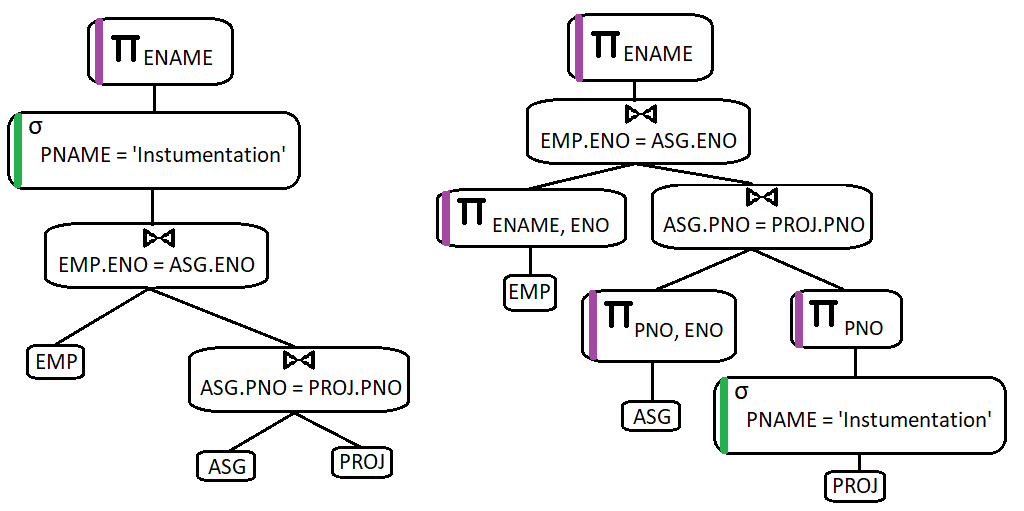 Π ENAME
σ
PNAME = 'Instumentation'
⋈
EMP.ENO = ASG.ENO
EMP
⋈
ASG.PNO = PROJ.PNO
ASG
PROJ
Π ENAME
⋈
EMP.ENO = ASG.ENO
Π ENAME, ENO
EMP
⋈
ASG.PNO = PROJ.PNO
Π PNO, ENO
ASG
Π PNO
σ
PNAME = 'Instumentation'
PROJ